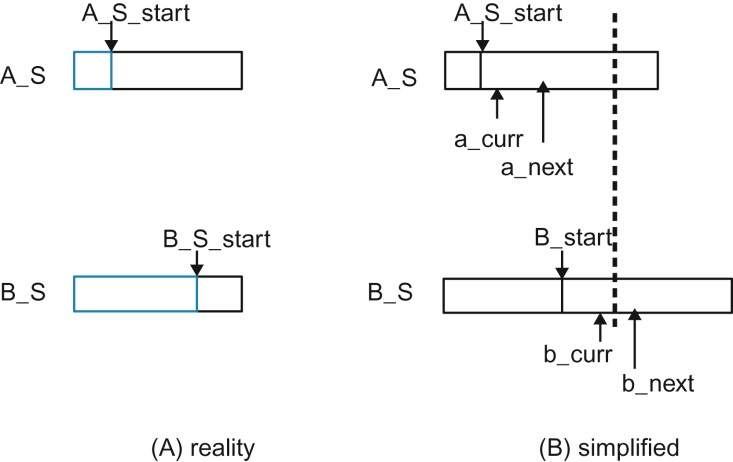 A_S_start
A_S_start
A_S
A_S
a_curr
a_next
B_S_start
B_start
B_S
B_S
b_curr
b_next
(A) reality
(B) simplified